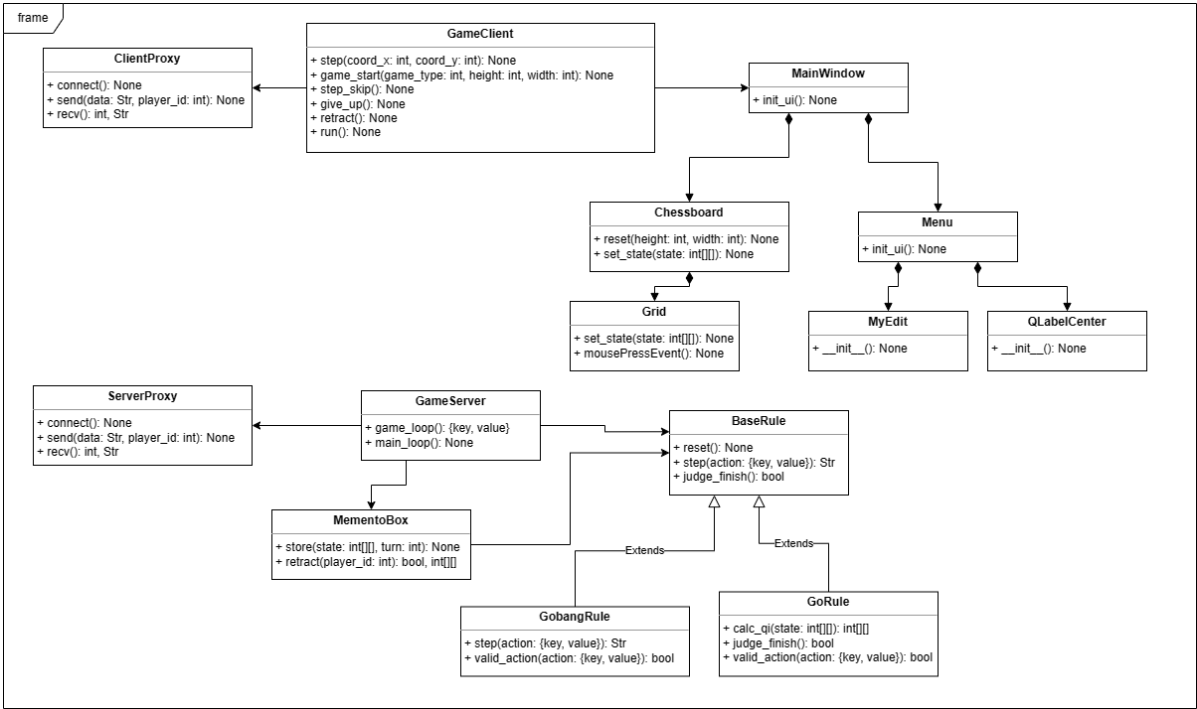 frame
ClientProxy
+ connect(): None
+ send(data: Str, player_id: int): None
+ recv(): int, Str
GameClient
+ step(coord_x: int, coord_y: int): None
+ game_start(game_type: int, height: int, width: int): None
+ step_skip(): None
+ give_up(): None
+ retract(): None
+ run(): None
MainWindow
+ init_ui(): None
Chessboard
+ reset(height: int, width: int): None
+ set_state(state: int[][]): None
Menu
+ init_ui(): None
Grid
+ set_state(state: int[][]): None
+ mousePressEvent(): None
MyEdit
+ __init__(): None
QLabelCenter
+ __init__(): None
ServerProxy
+ connect(): None
+ send(data: Str, player_id: int): None
+ recv(): int, Str
GameServer
+ game_loop(): {key, value}
+ main_loop(): None
BaseRule
+ reset(): None
+ step(action: {key, value}): Str
+ judge_finish(): bool
MementoBox
+ store(state: int[][], turn: int): None
+ retract(player_id: int): bool, int[][]
Extends
Extends
GobangRule
+ step(action: {key, value}): Str
+ valid_action(action: {key, value}): bool
GoRule
+ calc_qi(state: int[][]): int[][]
+ judge_finish(): bool
+ valid_action(action: {key, value}): bool